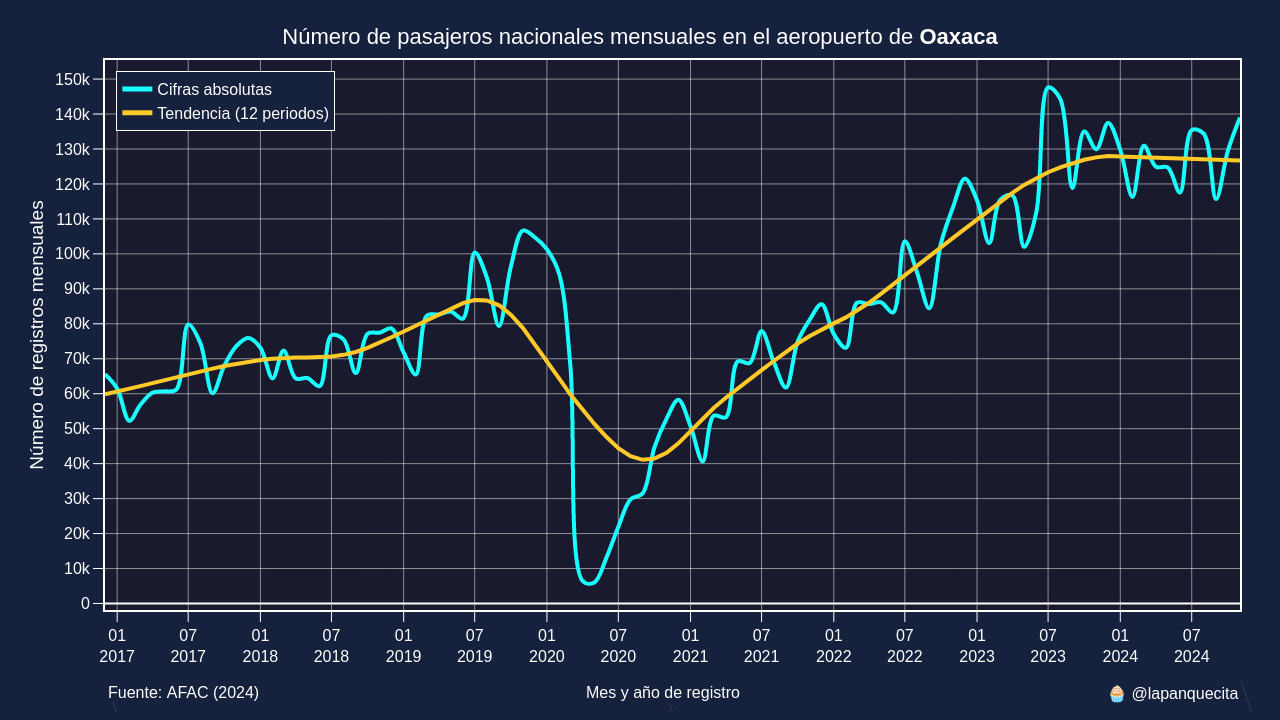 Número de pasajeros nacionales mensuales en el aeropuerto de Oaxaca
Cifras absolutas
Tendencia (12 periodos)
Número de registros mensuales
150k
140k
130k
120k
110k
100k
90k
80k
70k
60k
50k
40k
30k
20k
10k
0
01 07 01 07 01 07 01 07 01 07 01 07 01 07 01 07
2017 2017 2018 2018 2019 2019 2020 2020 2021 2021 2022 2022 2023 2023 2024 2024
Fuente: AFAC (2024) Mes y año de registro 🧁 @lapanquecita